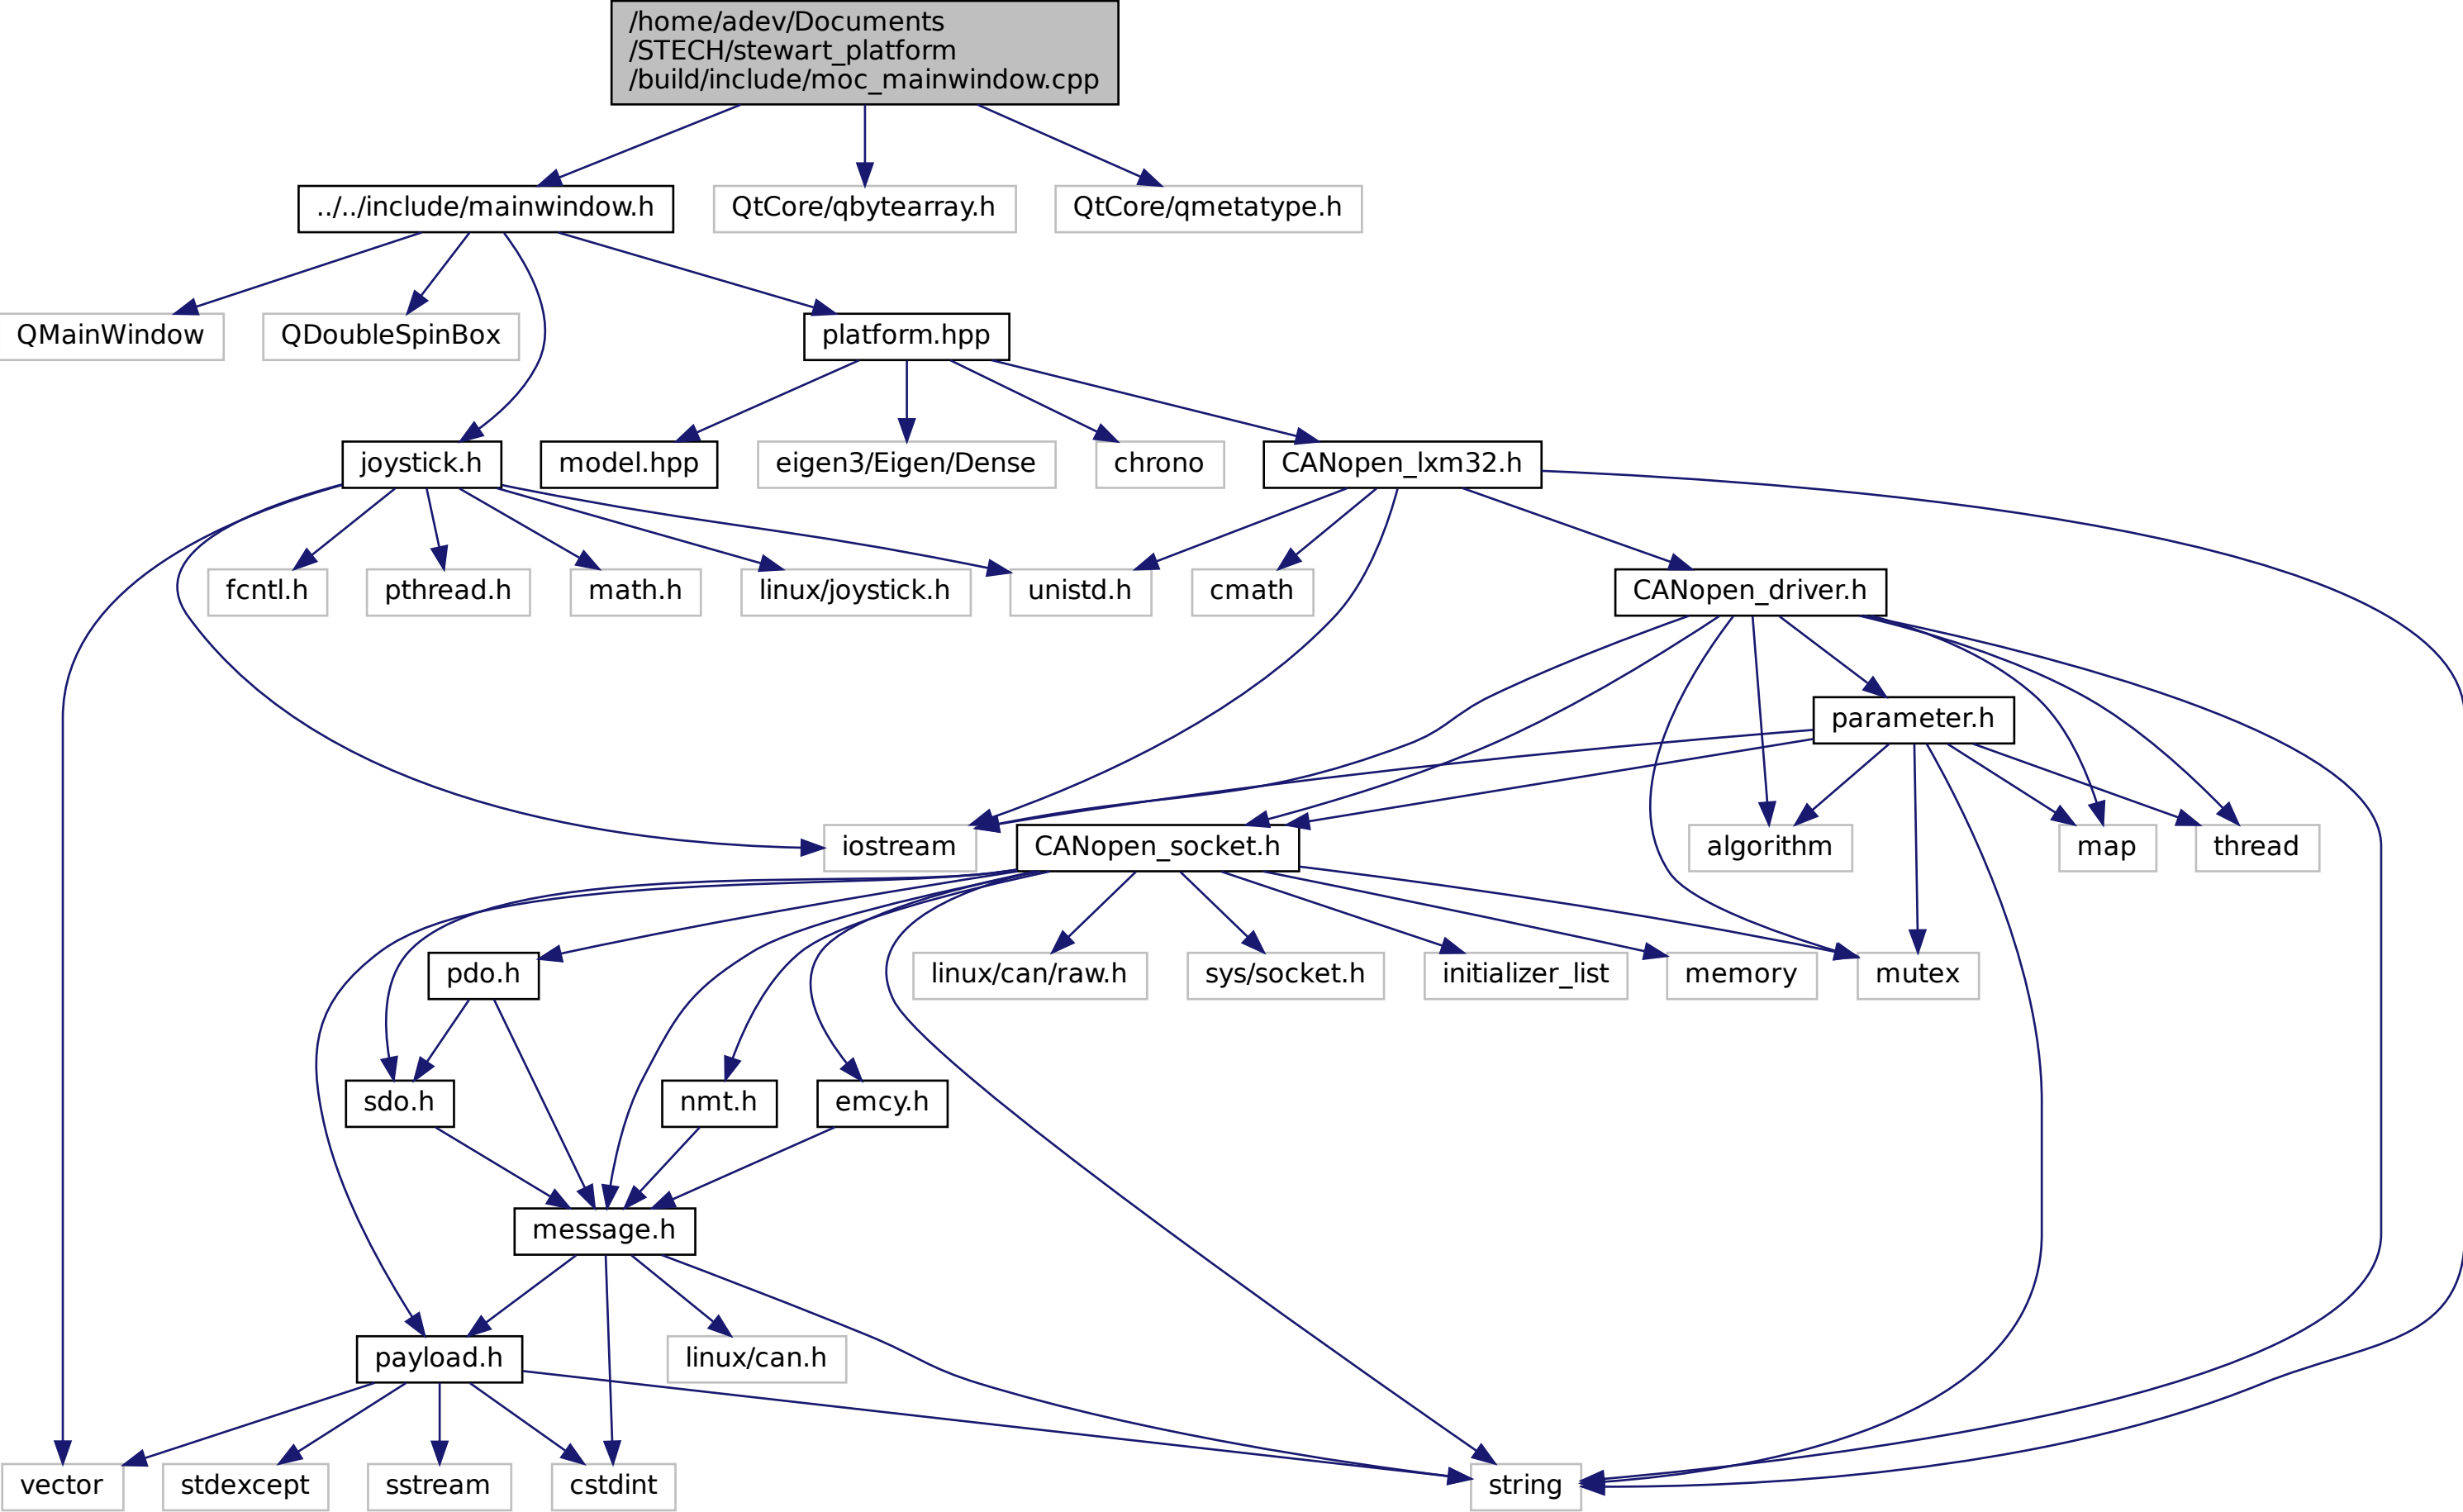 /home/adev/Documents
/STECH/stewart_platform
/build/include/moc_mainwindow.cpp
../../include/mainwindow.h
QtCore/qbytearray.h
QtCore/qmetatype.h
QMainWindow
QDoubleSpinBox
platform.hpp
joystick.h
model.hpp
eigen3/Eigen/Dense
chrono
CANopen_lxm32.h
fcntl.h
pthread.h
math.h
linux/joystick.h
unistd.h
cmath
CANopen_driver.h
parameter.h
iostream
CANopen_socket.h
algorithm
map
thread
pdo.h
linux/can/raw.h
sys/socket.h
initializer_list
memory
mutex
sdo.h
nmt.h
emcy.h
message.h
payload.h
linux/can.h
vector
stdexcept
sstream
cstdint
string